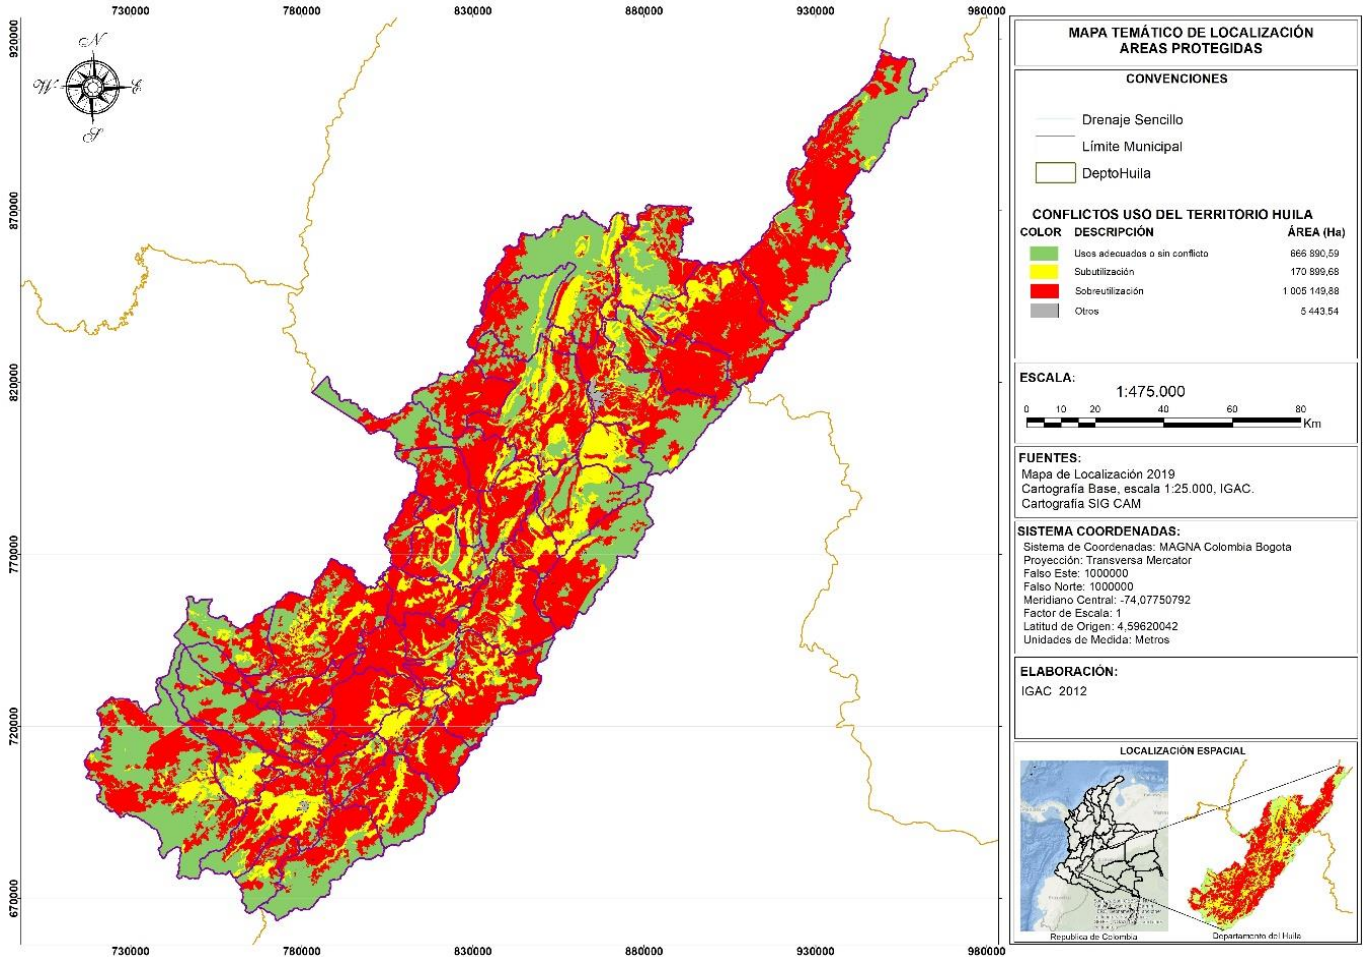 730000 780000 830000 880000 930000 980000
920000
870000
820000
770000
720000
670000
N
W E
S
730000 780000 830000 880000 930000 980000
MAPA TEMÁTICO DE LOCALIZACIÓN
AREAS PROTEGIDAS
CONVENCIONES
Drenaje Sencillo
Límite Municipal
DeptoHuila
CONFLICTOS USO DEL TERRITORIO HUILA
COLOR DESCRIPCIÓN ÁREA (Ha)
Usos adecuados o sin conflicto 666 890,59
Subutilización 170 899,68
Sobreutilización 1 005 149,88
Otros 5 443,54
ESCALA:
1:475.000
0 10 20 40 60 80
Km
FUENTES:
Mapa de Localización 2019
Cartografía Base, escala 1:25.000, IGAC.
Cartografía SIG CAM
SISTEMA COORDENADAS:
Sistema de Coordenadas: MAGNA Colombia Bogota
Proyección: Transversa Mercator
Falso Este: 1000000
Falso Norte: 1000000
Meridiano Central: -74,07750792
Factor de Escala: 1
Latitud de Origen: 4,59620042
Unidades de Medida: Metros
ELABORACIÓN:
IGAC 2012
LOCALIZACIÓN ESPACIAL
Republica de Colombia
Departamento del Huila